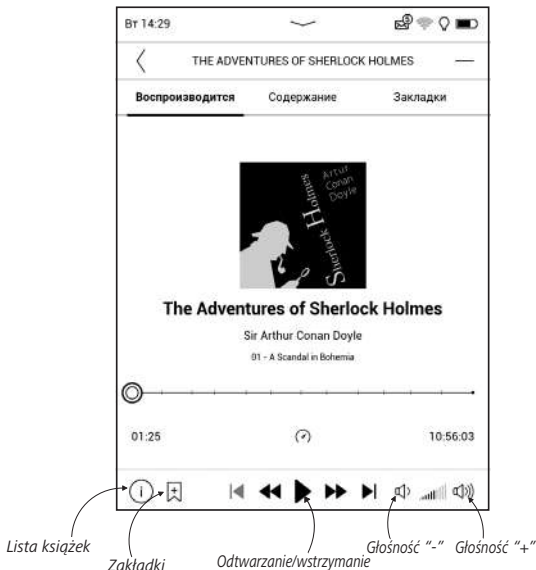 Вт 14:29
5
THE ADVENTURES OF SHERLOCK HOLMES
Воспроизводится Содержание Закладки
Artur
Conan
Doyle
Sherlock Holmes
The Adventures of Sherlock Holmes
Sir Arthur Conan Doyle
01 - A Scandal in Bohemia
01:25 10:56:03
i
Lista książek
Zakładki
Odtwarzanie/wstrzymanie
Głośność “-”
Głośność “+”